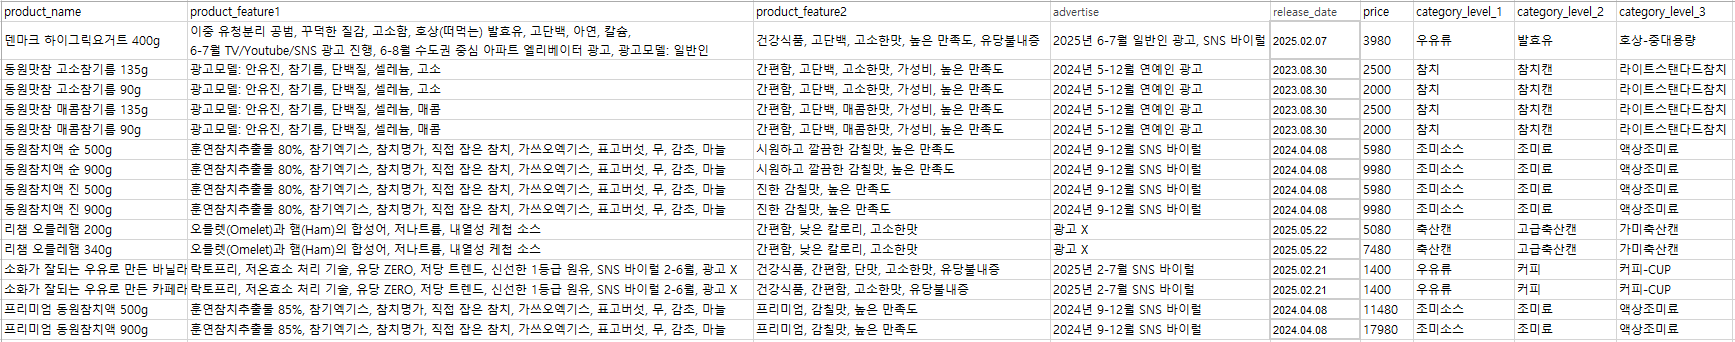 product_name product_feature1 product_feature2 advertise release_date price category_level_1 category_level_2 category_level_3
덴마크 하이그릭요거트 400g 이중 유청분리 공법, 꾸덕한 질감, 고소함, 호상(떠먹는) 발효유, 고단백, 아연, 칼슘,
6-7월 TV/Youtube/SNS 광고 진행, 6-8월 수도권 중심 아파트 엘리베이터 광고, 광고모델: 일반인 건강식품, 고단백, 고소한맛, 높은 만족도, 유당불내증 2025년 6-7월 일반인 광고, SNS 바이럴 2025.02.07 3980 우유류 발효유 호상-중대용량
동원맛참 고소참기름 135g 광고모델: 안유진, 참기름, 단백질, 셀레늄, 고소 간편함, 고단백, 고소한맛, 가성비, 높은 만족도 2024년 5-12월 연예인 광고 2023.08.30 2500 참치 참치캔 라이트스탠다드참치
동원맛참 고소참기름 90g 광고모델: 안유진, 참기름, 단백질, 셀레늄, 고소 간편함, 고단백, 고소한맛, 가성비, 높은 만족도 2024년 5-12월 연예인 광고 2023.08.30 2000 참치 참치캔 라이트스탠다드참치
동원맛참 매콤참기름 135g 광고모델: 안유진, 참기름, 단백질, 셀레늄, 매콤 간편함, 고단백, 매콤한맛, 가성비, 높은 만족도 2024년 5-12월 연예인 광고 2023.08.30 2500 참치 참치캔 라이트스탠다드참치
동원맛참 매콤참기름 90g 광고모델: 안유진, 참기름, 단백질, 셀레늄, 매콤 간편함, 고단백, 매콤한맛, 가성비, 높은 만족도 2024년 5-12월 연예인 광고 2023.08.30 2000 참치 참치캔 라이트스탠다드참치
동원참치액 순 500g 훈연참치추출물 80%, 참기엑기스, 참치명가, 직접 잡은 참치, 가쓰오엑기스, 표고버섯, 무, 감초, 마늘 시원하고 깔끔한 감칠맛, 높은 만족도 2024년 9-12월 SNS 바이럴 2024.04.08 5980 조미소스 조미료 액상조미료
동원참치액 순 900g 훈연참치추출물 80%, 참기엑기스, 참치명가, 직접 잡은 참치, 가쓰오엑기스, 표고버섯, 무, 감초, 마늘 시원하고 깔끔한 감칠맛, 높은 만족도 2024년 9-12월 SNS 바이럴 2024.04.08 9980 조미소스 조미료 액상조미료
동원참치액 진 500g 훈연참치추출물 80%, 참기엑기스, 참치명가, 직접 잡은 참치, 가쓰오엑기스, 표고버섯, 무, 감초, 마늘 진한 감칠맛, 높은 만족도 2024년 9-12월 SNS 바이럴 2024.04.08 5980 조미소스 조미료 액상조미료
동원참치액 진 900g 훈연참치추출물 80%, 참기엑기스, 참치명가, 직접 잡은 참치, 가쓰오엑기스, 표고버섯, 무, 감초, 마늘 진한 감칠맛, 높은 만족도 2024년 9-12월 SNS 바이럴 2024.04.08 9980 조미소스 조미료 액상조미료
리챔 오믈레햄 200g 오믈렛(Omelet)과 햄(Ham)의 합성어, 저나트륨, 내열성 케첩 소스 간편함, 낮은 칼로리, 고소한맛 광고 X 2025.05.22 5080 축산캔 고급축산캔 가미축산캔
리챔 오믈레햄 340g 오믈렛(Omelet)과 햄(Ham)의 합성어, 저나트륨, 내열성 케첩 소스 간편함, 낮은 칼로리, 고소한맛 광고 X 2025.05.22 7480 축산캔 고급축산캔 가미축산캔
소화가 잘되는 우유로 만든 바닐라 락토프리, 저온효소 처리 기술, 유당 ZERO, 저당 트렌드, 신선한 1등급 원유, SNS 바이럴 2-6월, 광고 X 건강식품, 간편함, 단맛, 고소한맛, 유당불내증 2025년 2-7월 SNS 바이럴 2025.02.21 1400 우유류 커피 커피-CUP
소화가 잘되는 우유로 만든 카페라 락토프리, 저온효소 처리 기술, 유당 ZERO, 저당 트렌드, 신선한 1등급 원유, SNS 바이럴 2-6월, 광고 X 건강식품, 간편함, 고소한맛, 유당불내증 2025년 2-7월 SNS 바이럴 2025.02.21 1400 우유류 커피 커피-CUP
프리미엄 동원참치액 500g 훈연참치추출물 85%, 참기엑기스, 참치명가, 직접 잡은 참치, 가쓰오엑기스, 표고버섯, 무, 감초, 마늘 프리미엄, 감칠맛, 높은 만족도 2024년 9-12월 SNS 바이럴 2024.04.08 11480 조미소스 조미료 액상조미료
프리미엄 동원참치액 900g 훈연참치추출물 85%, 참기엑기스, 참치명가, 직접 잡은 참치, 가쓰오엑기스, 표고버섯, 무, 감초, 마늘 프리미엄, 감칠맛, 높은 만족도 2024년 9-12월 SNS 바이럴 2024.04.08 17980 조미소스 조미료 액상조미료